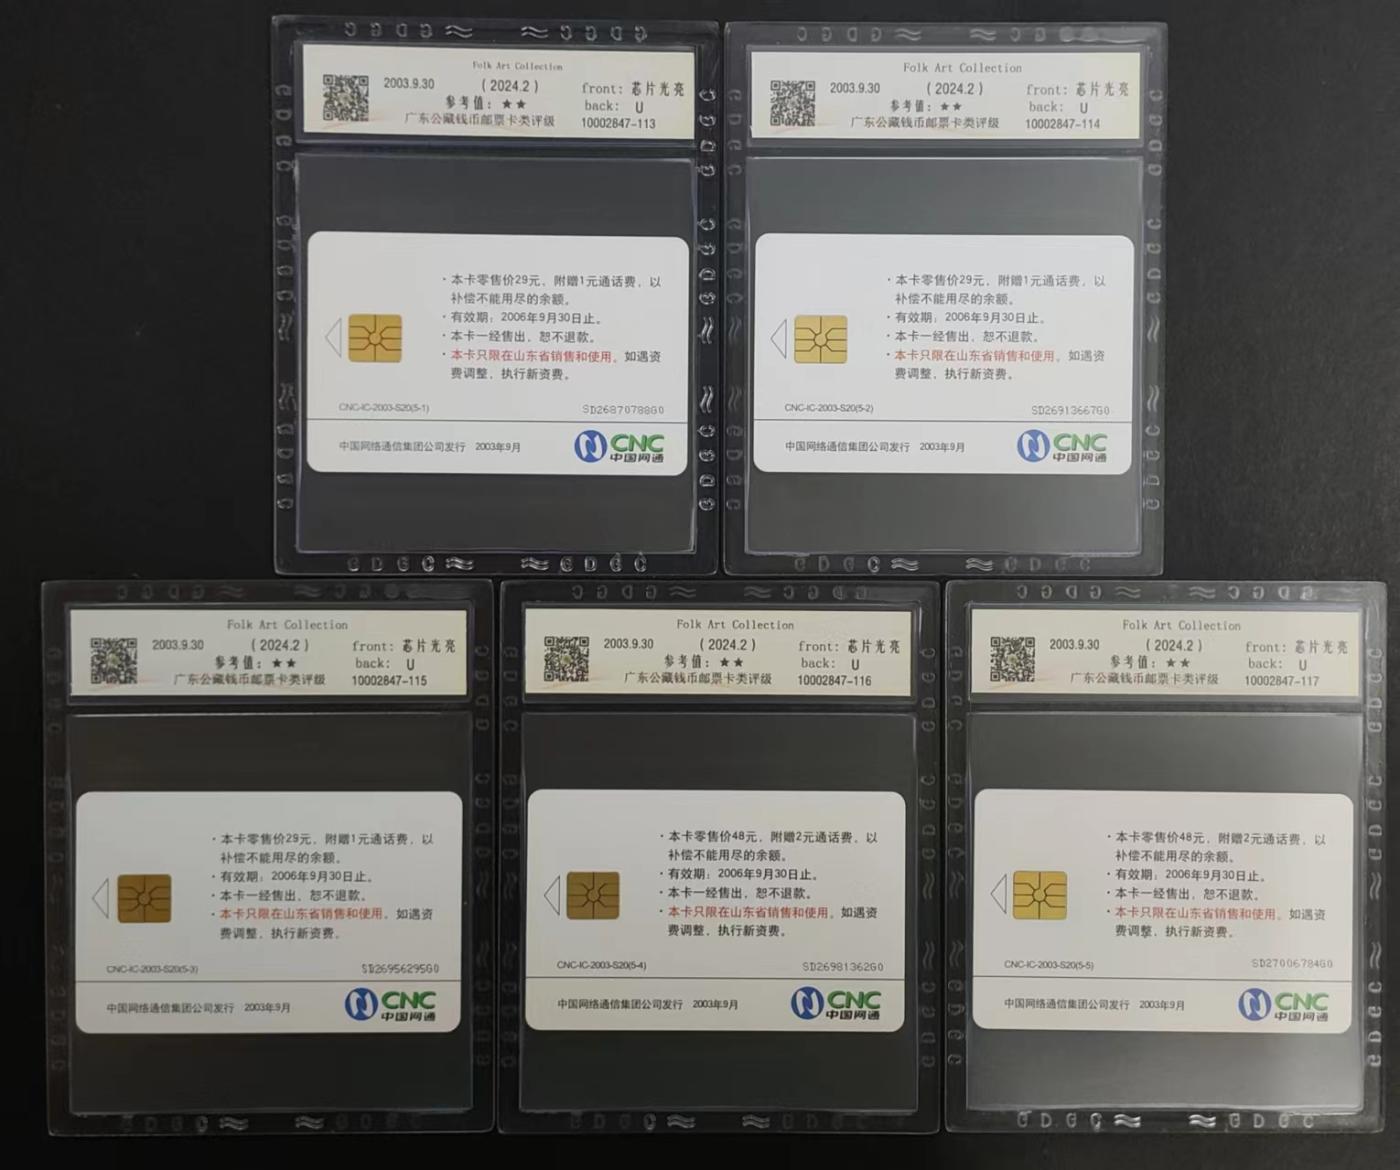 Folk Art Collection
2003.9.30 (2024.2) front: 芯片光亮
参考值：★★ back: U
广东公藏钱币邮票卡类评级 10002847-113
·本卡零售价29元，附赠1元通话费，以
补偿不能用尽的余额。
·有效期：2006年9月30日止。
·本卡一经售出，恕不退款。
·本卡只限在山东省销售和使用。如遇资
费调整，执行新资费。
CNC-IC-2003-S20(5-1) SD26870788G0
中国网络通信集团公司发行 2003年9月
CNC
中国网通
Folk Art Collection
2003.9.30 (2024.2) front: 芯片光亮
参考值：★★ back: U
广东公藏钱币邮票卡类评级 10002847-114
·本卡零售价29元，附赠1元通话费，以
补偿不能用尽的余额。
·有效期：2006年9月30日止。
·本卡一经售出，恕不退款。
·本卡只限在山东省销售和使用。如遇资
费调整，执行新资费。
CNC-IC-2003-S20(5-2) SD26913667G0
中国网络通信集团公司发行 2003年9月
CNC
中国网通
Folk Art Collection
2003.9.30 (2024.2) front: 芯片光亮
参考值：★★ back: U
广东公藏钱币邮票卡类评级 10002847-115
·本卡零售价29元，附赠1元通话费，以
补偿不能用尽的余额。
·有效期：2006年9月30日止。
·本卡一经售出，恕不退款。
·本卡只限在山东省销售和使用。如遇资
费调整，执行新资费。
CNC-IC-2003-S20(5-3) SD26956295G0
中国网络通信集团公司发行 2003年9月
CNC
中国网通
Folk Art Collection
2003.9.30 (2024.2) front: 芯片光亮
参考值：★★ back: U
广东公藏钱币邮票卡类评级 10002847-116
·本卡零售价48元，附赠2元通话费，以
补偿不能用尽的余额。
·有效期：2006年9月30日止。
·本卡一经售出，恕不退款。
·本卡只限在山东省销售和使用。如遇资
费调整，执行新资费。
CNC-IC-2003-S20(5-4) SD26981362G0
中国网络通信集团公司发行 2003年9月
CNC
中国网通
Folk Art Collection
2003.9.30 (2024.2) front: 芯片光亮
参考值：★★ back: U
广东公藏钱币邮票卡类评级 10002847-117
·本卡零售价48元，附赠2元通话费，以
补偿不能用尽的余额。
·有效期：2006年9月30日止。
·本卡一经售出，恕不退款。
·本卡只限在山东省销售和使用。如遇资
费调整，执行新资费。
CNC-IC-2003-S20(5-5) SD27006784G0
中国网络通信集团公司发行 2003年9月
CNC
中国网通